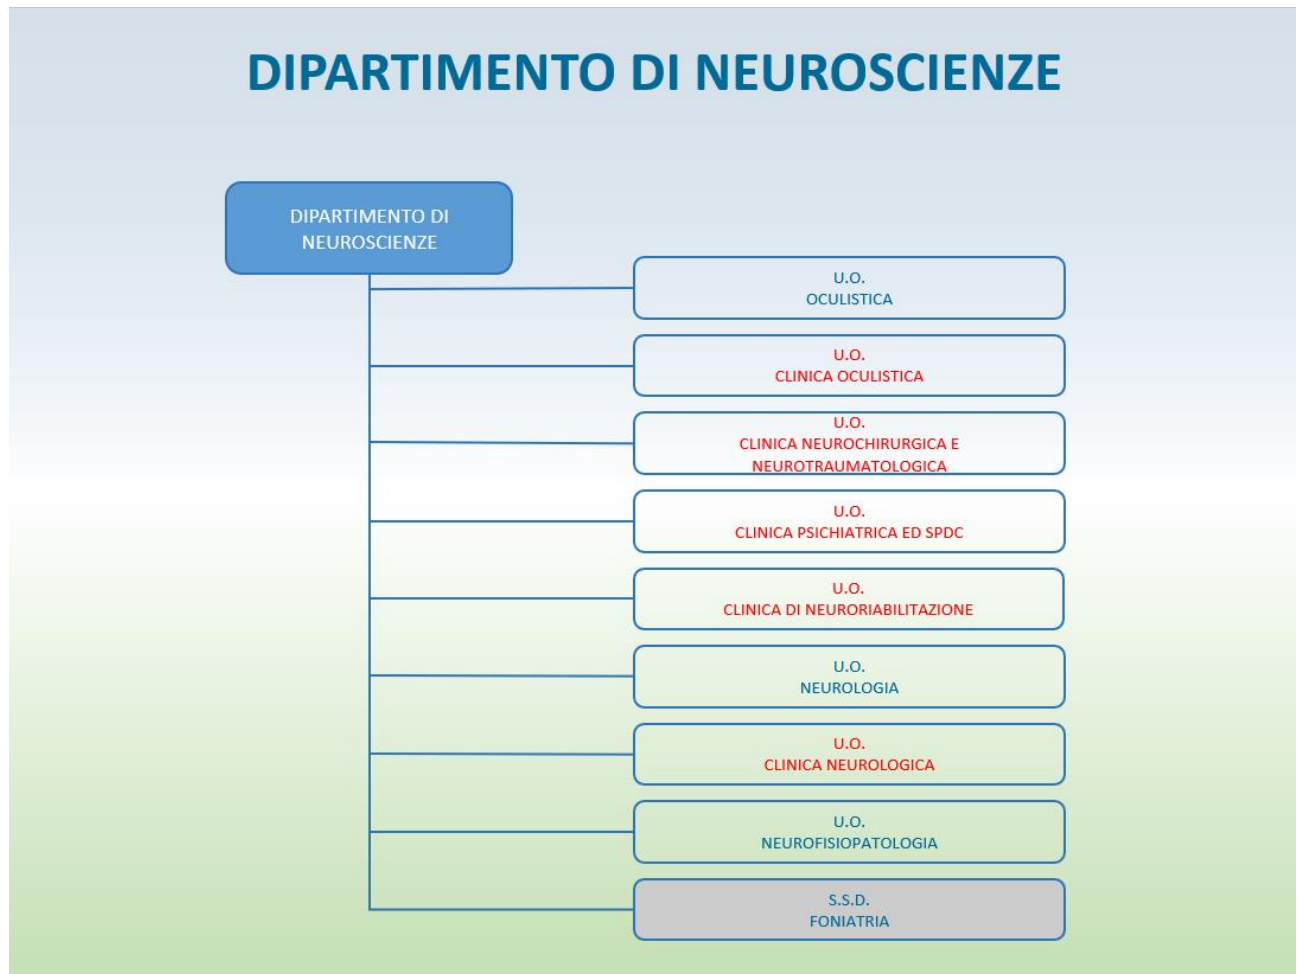 DIPARTIMENTO DI NEUROSCIENZE
DIPARTIMENTO DI
NEUROSCIENZE
U.O.
OCULISTICA
U.O.
CLINICA OCULISTICA
U.O.
CLINICA NEUROCHIRURGICA E
NEUROTRAUMATOLOGICA
U.O.
CLINICA PSICHIATRICA ED SPDC
U.O.
CLINICA DI NEURORIABILITAZIONE
U.O.
NEUROLOGIA
U.O.
CLINICA NEUROLOGICA
U.O.
NEUROFISIOPATOLOGIA
S.S.D.
FONIATRIA